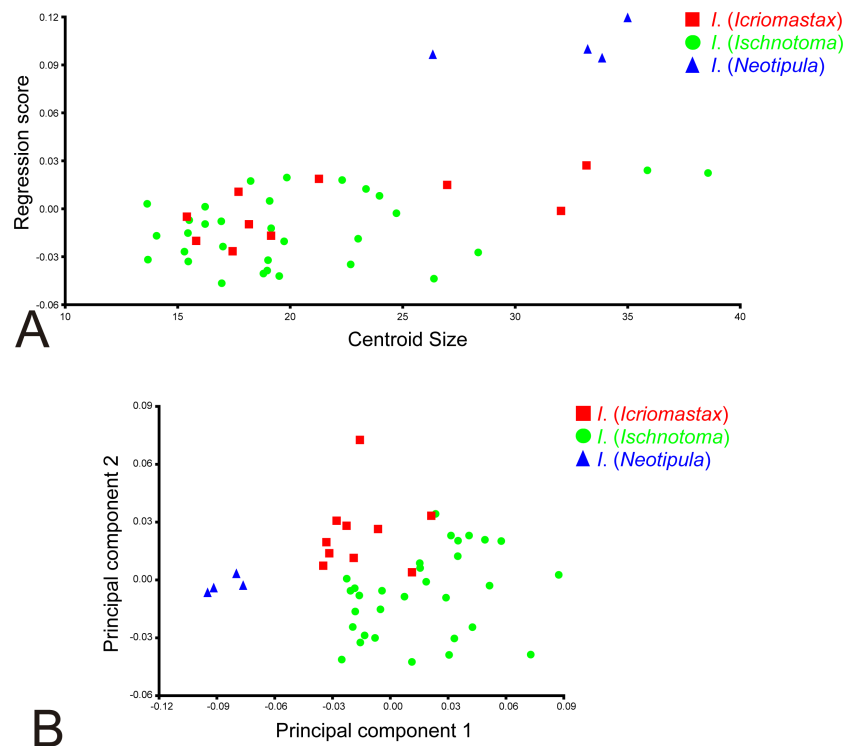 0.12
0.09
0.06
0.03
0.00
-0.03
-0.06
Regression score
10 15 20 25 30 35 40
Centroid Size
I. (Icriomastax)
I. (Ischnotoma)
I. (Neotipula)
A
0.09
0.06
0.03
0.00
-0.03
-0.06
Principal component 2
-0.12 -0.09 -0.06 -0.03 0.00 0.03 0.06 0.09
Principal component 1
I. (Icriomastax)
I. (Ischnotoma)
I. (Neotipula)
B